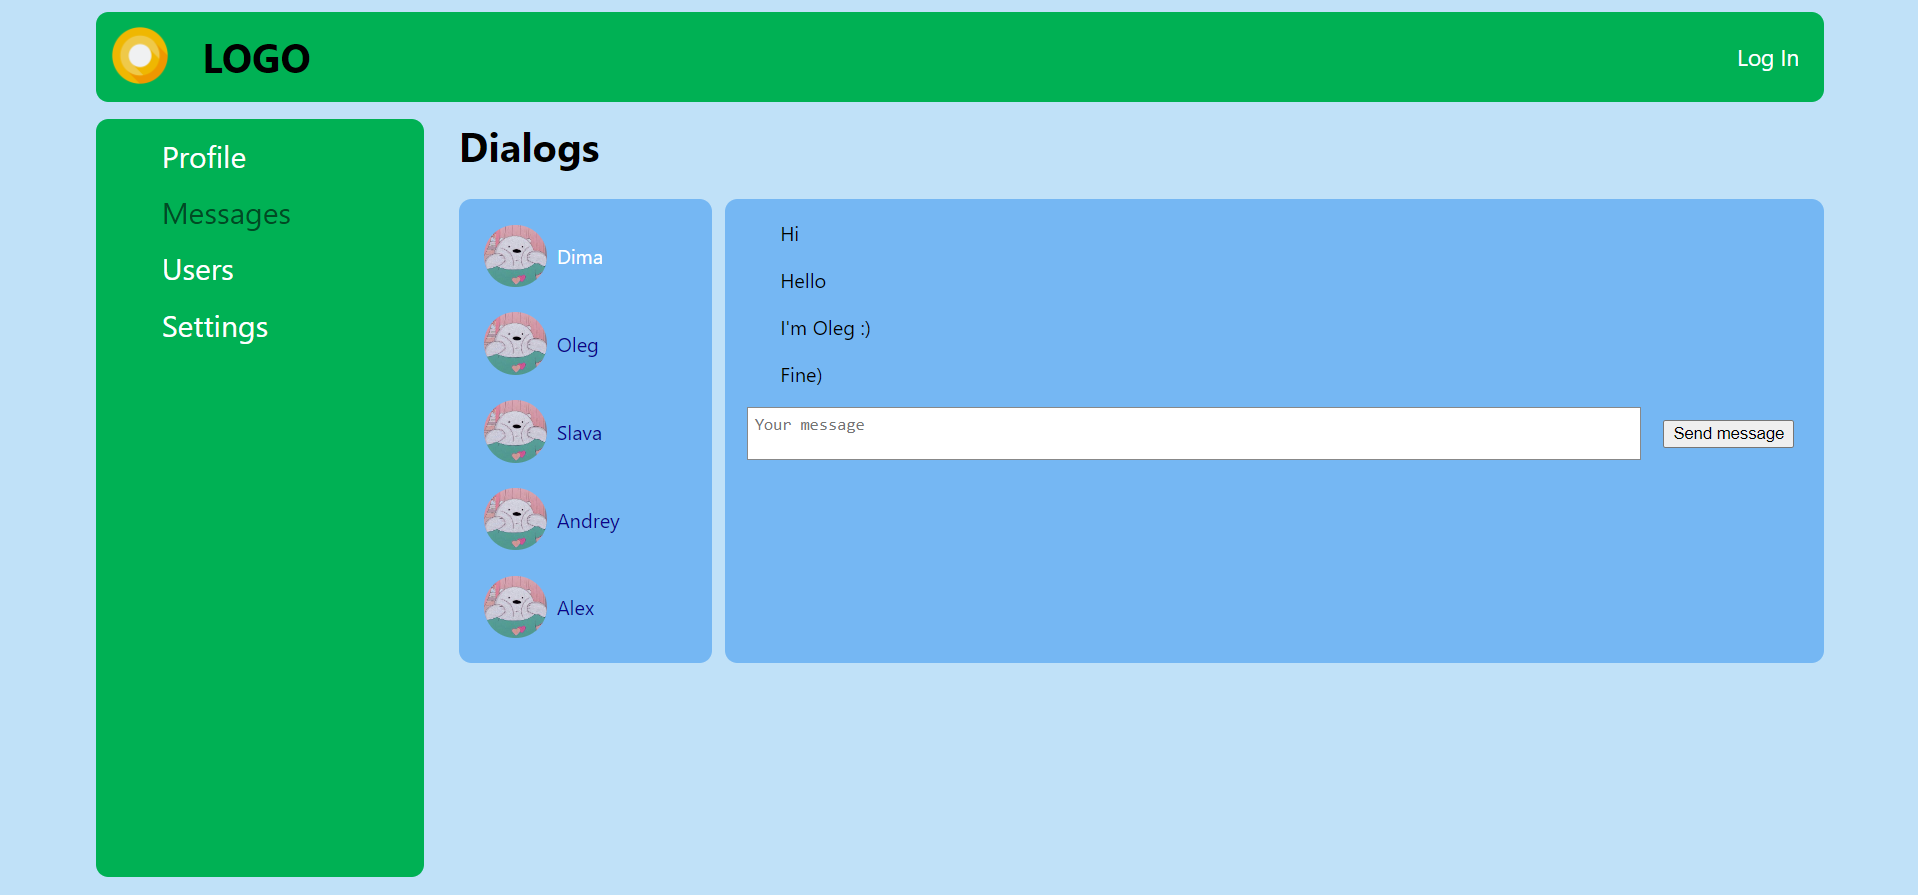 LOGO
Log In
Profile
Messages
Users
Settings
Dialogs
Dima
Oleg
Slava
Andrey
Alex
Hi
Hello
I'm Oleg :)
Fine)
Your message
Send message